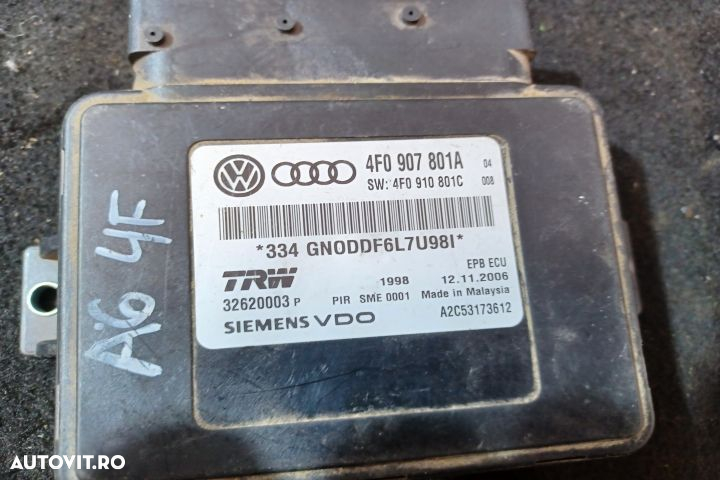 4F0 907 801A 04
SW: 4F0 910 801C 008
*334 GNODDF6L7U98I*
EPB ECU
TRW
1998 12.11.2006
32620003 P PIR SME 0001 Made in Malaysia
SIEMENS VDO A2C53173612
A6 4F
AUTOVIT.RO